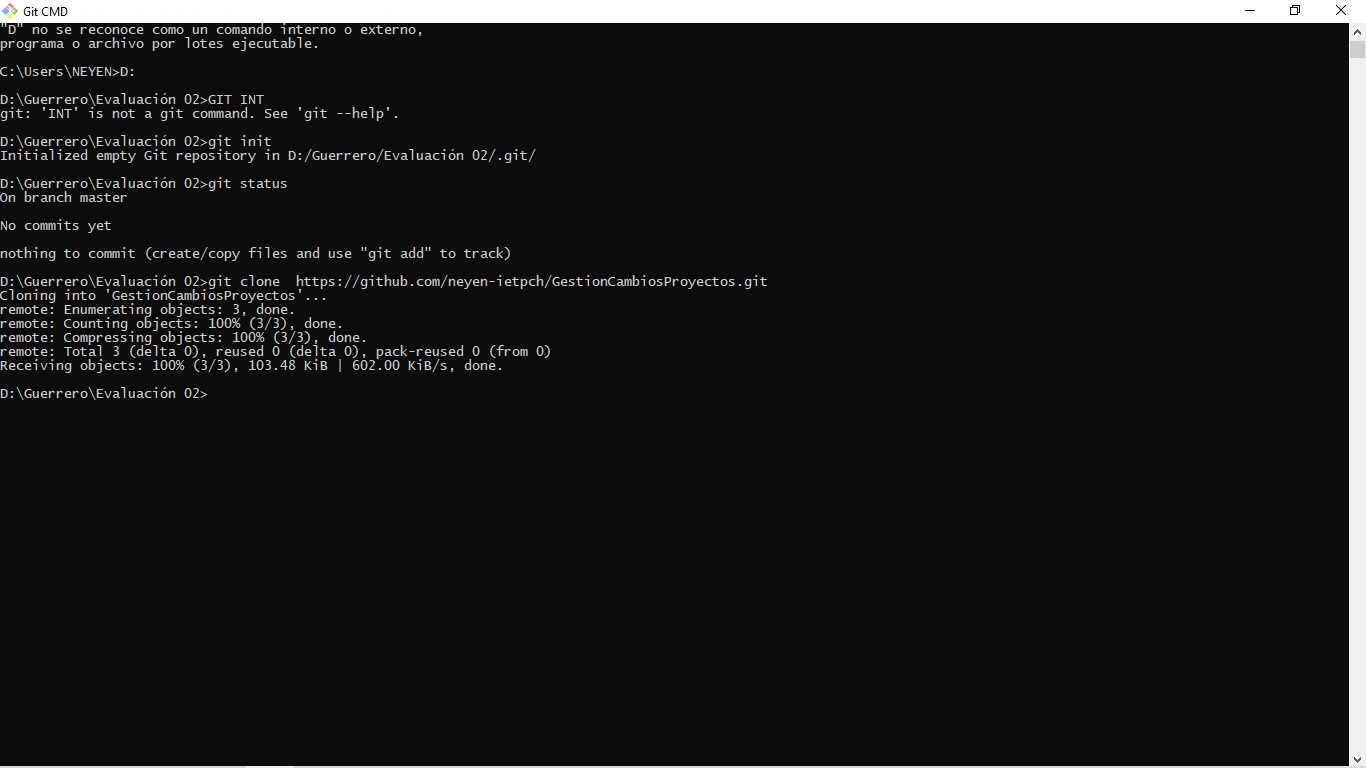 Git CMD
"D" no se reconoce como un comando interno o externo,
programa o archivo por lotes ejecutable.
C:\Users\NEYEN>D:
D:\Guerrero\Evaluación 02>GIT INT
git: 'INT' is not a git command. See 'git --help'.
D:\Guerrero\Evaluación 02>git init
Initialized empty Git repository in D:/Guerrero/Evaluación 02/.git/
D:\Guerrero\Evaluación 02>git status
On branch master
No commits yet
nothing to commit (create/copy files and use "git add" to track)
D:\Guerrero\Evaluación 02>git clone  https://github.com/neyen-ietpch/GestionCambiosProyectos.git
Cloning into 'GestionCambiosProyectos'...
remote: Enumerating objects: 3, done.
remote: Counting objects: 100% (3/3), done.
remote: Compressing objects: 100% (3/3), done.
remote: Total 3 (delta 0), reused 0 (delta 0), pack-reused 0 (from 0)
Receiving objects: 100% (3/3), 103.48 KiB | 602.00 KiB/s, done.
D:\Guerrero\Evaluación 02>